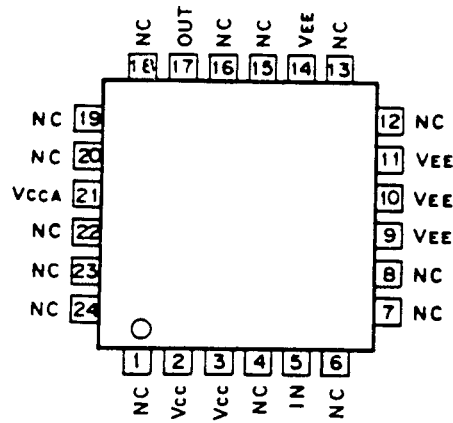 NC OUT NC NC VEE NC
18 17 16 15 14 13
NC 19
NC 20
VCCA 21
NC 22
NC 23
NC 24
12 NC
11 VEE
10 VEE
9 VEE
8 NC
7 NC
1 2 3 4 5 6
NC Vcc Vcc NC IN NC